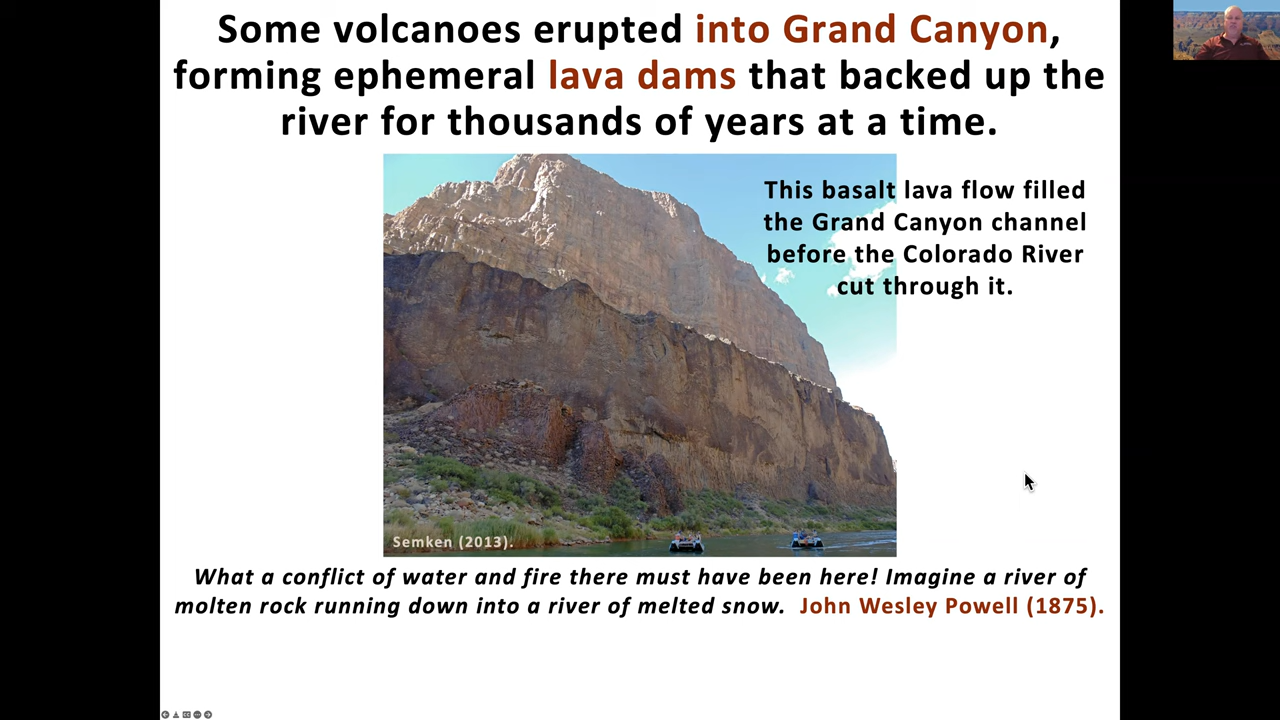 Some volcanoes erupted into Grand Canyon,
forming ephemeral lava dams that backed up the
river for thousands of years at a time.
This basalt lava flow filled
the Grand Canyon channel
before the Colorado River
cut through it.
Semken (2013).
What a conflict of water and fire there must have been here! Imagine a river of
molten rock running down into a river of melted snow. John Wesley Powell (1875).